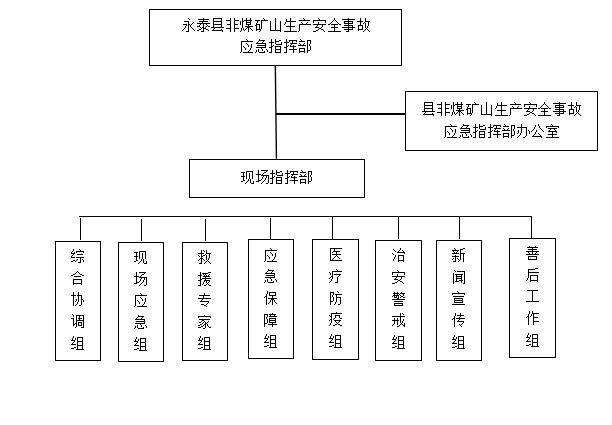 永泰县非煤矿山生产安全事故
应急指挥部
县非煤矿山生产安全事故
应急指挥部办公室
现场指挥部
综合协调组
现场应急组
救援专家组
应急保障组
医疗防疫组
治安警戒组
新闻宣传组
善后工作组